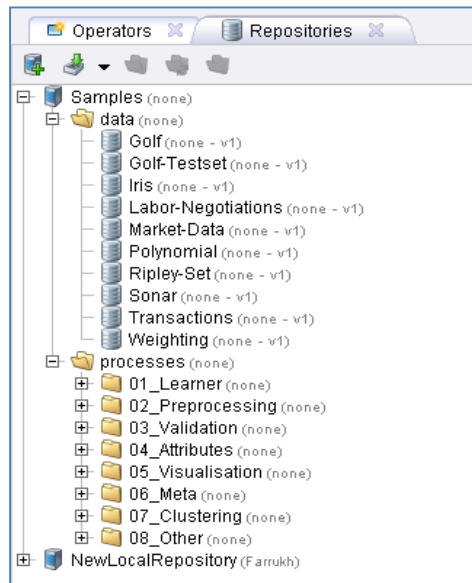 Operators Repositories
Samples (none)
data (none)
Golf (none - v1)
Golf-Testset (none - v1)
Iris (none - v1)
Labor-Negotiations (none - v1)
Market-Data (none - v1)
Polynomial (none - v1)
Ripley-Set (none - v1)
Sonar (none - v1)
Transactions (none - v1)
Weighting (none - v1)
processes (none)
01_Learner (none)
02_Preprocessing (none)
03_Validation (none)
04_Attributes (none)
05_Visualisation (none)
06_Meta (none)
07_Clustering (none)
08_Other (none)
NewLocalRepository (Farrukh)